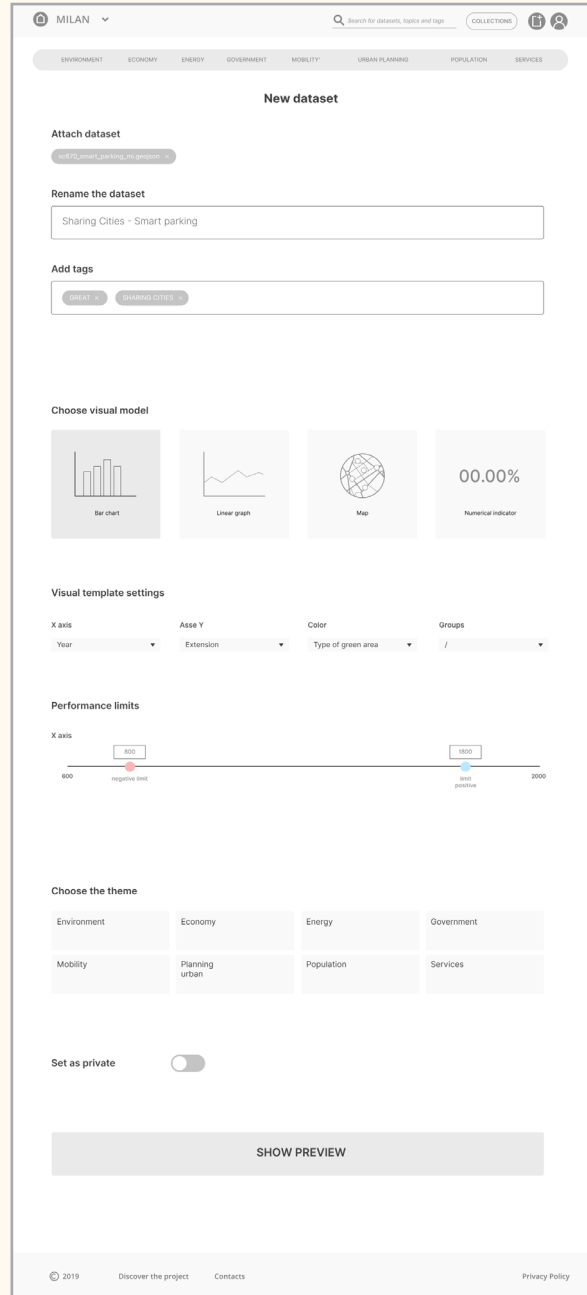 MILAN
Search for datasets, topics and tags
COLLECTIONS
ENVIRONMENT ECONOMY ENERGY GOVERNMENT MOBILITY' URBAN PLANNING POPULATION SERVICES
New dataset
Attach dataset
sc670_smart_parking_mi.geojson ×
Rename the dataset
Sharing Cities - Smart parking
Add tags
GREAT × SHARING CITIES ×
Choose visual model
00.00%
Bar chart Linear graph Map Numerical indicator
Visual template settings
X axis Asse Y Color Groups
Year Extension Type of green area /
Performance limits
X axis
800 1800
600 negative limit limit 2000
positive
Choose the theme
Environment Economy Energy Government
Mobility Planning Population Services
urban
Set as private
SHOW PREVIEW
© 2019 Discover the project Contacts Privacy Policy